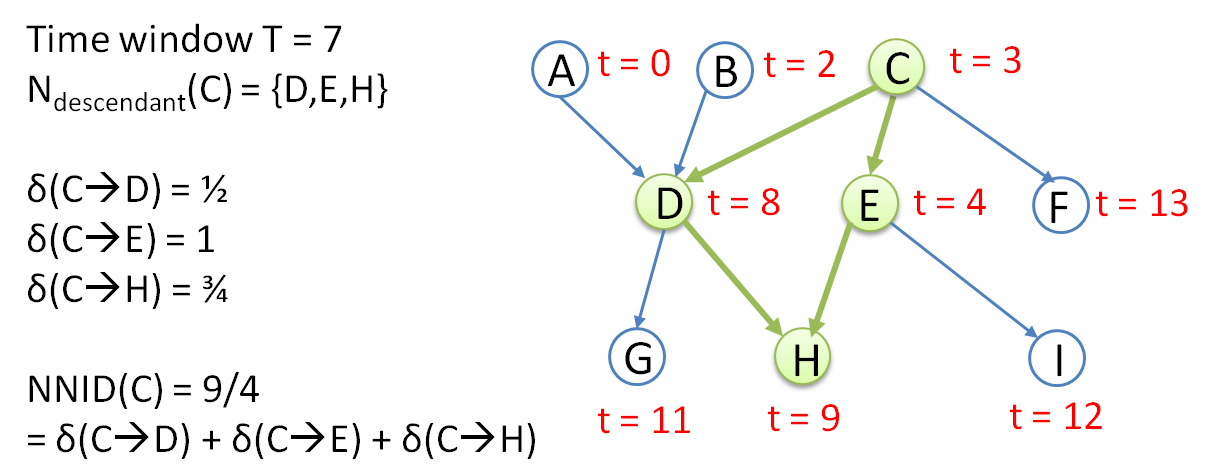 Time window T = 7
N_descendant(C) = {D,E,H}
δ(C→D) = ½
δ(C→E) = 1
δ(C→H) = ¾
NNID(C) = 9/4
= δ(C→D) + δ(C→E) + δ(C→H)
A t = 0 B t = 2 C t = 3
D t = 8 E t = 4 F t = 13
G H I
t = 11 t = 9 t = 12